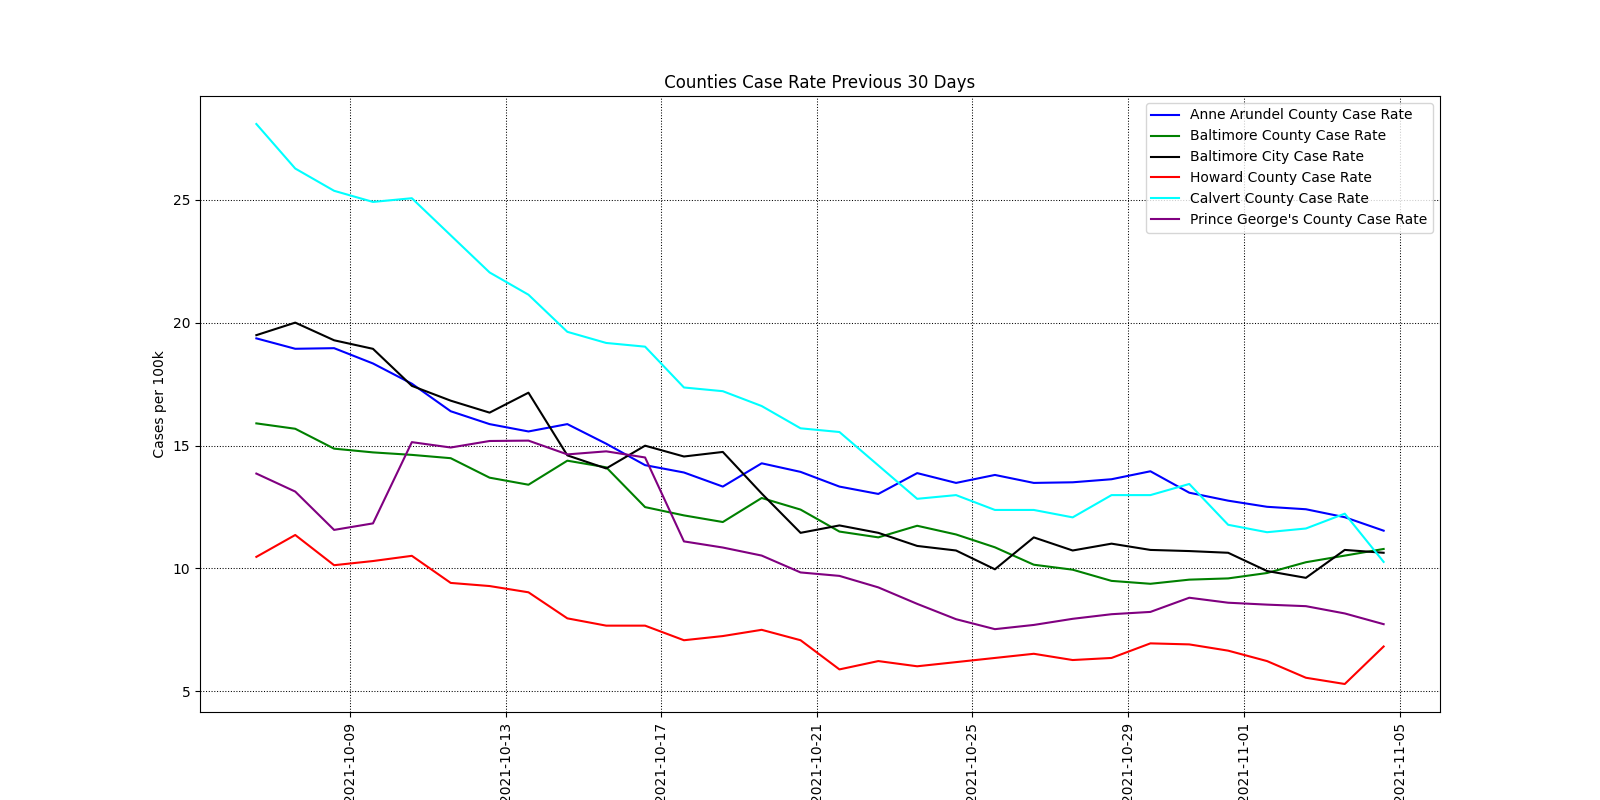 Counties Case Rate Previous 30 Days
Anne Arundel County Case Rate
Baltimore County Case Rate
Baltimore City Case Rate
Howard County Case Rate
Calvert County Case Rate
Prince George's County Case Rate
Cases per 100k
25
20
15
10
5
2021-10-09
2021-10-13
2021-10-17
2021-10-21
2021-10-25
2021-10-29
2021-11-01
2021-11-05